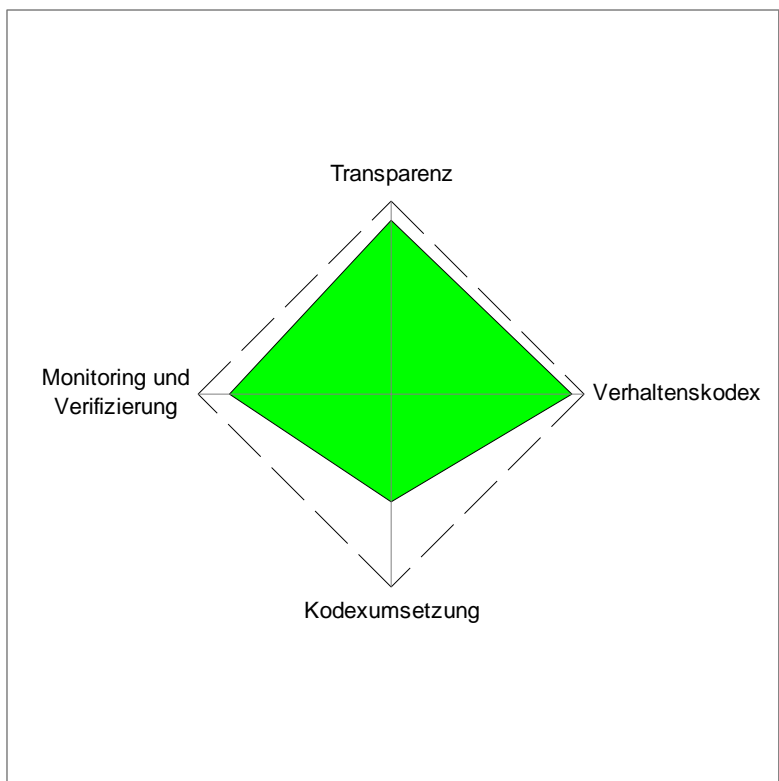 Transparenz
Monitoring und
Verifizierung
Verhaltenskodex
Kodexumsetzung